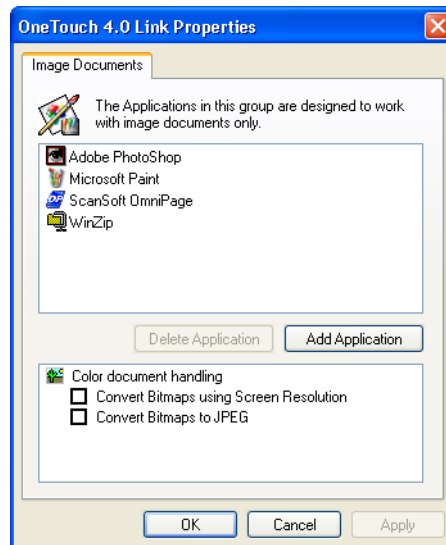 OneTouch 4.0 Link Properties
Image Documents
The Applications in this group are designed to work
with image documents only.
Adobe PhotoShop
Microsoft Paint
ScanSoft OmniPage
WinZip
Delete Application
Add Application
Color document handling
Convert Bitmaps using Screen Resolution
Convert Bitmaps to JPEG
OK
Cancel
Apply